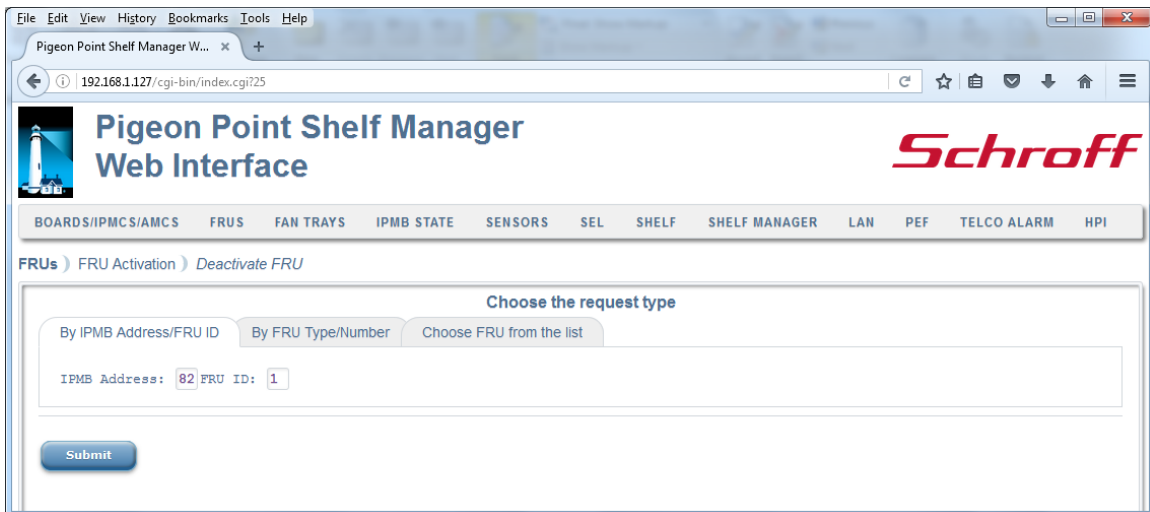 File Edit View History Bookmarks Tools Help
Pigeon Point Shelf Manager W... × +
192.168.1.127/cgi-bin/index.cgi?25
Pigeon Point Shelf Manager
Web Interface
Schroff
BOARDS/IPMCS/AMCS FRUS FAN TRAYS IPMB STATE SENSORS SEL SHELF SHELF MANAGER LAN PEF TELCO ALARM HPI
FRUs ) FRU Activation ) Deactivate FRU
Choose the request type
By IPMB Address/FRU ID By FRU Type/Number Choose FRU from the list
IPMB Address: 82 FRU ID: 1
Submit